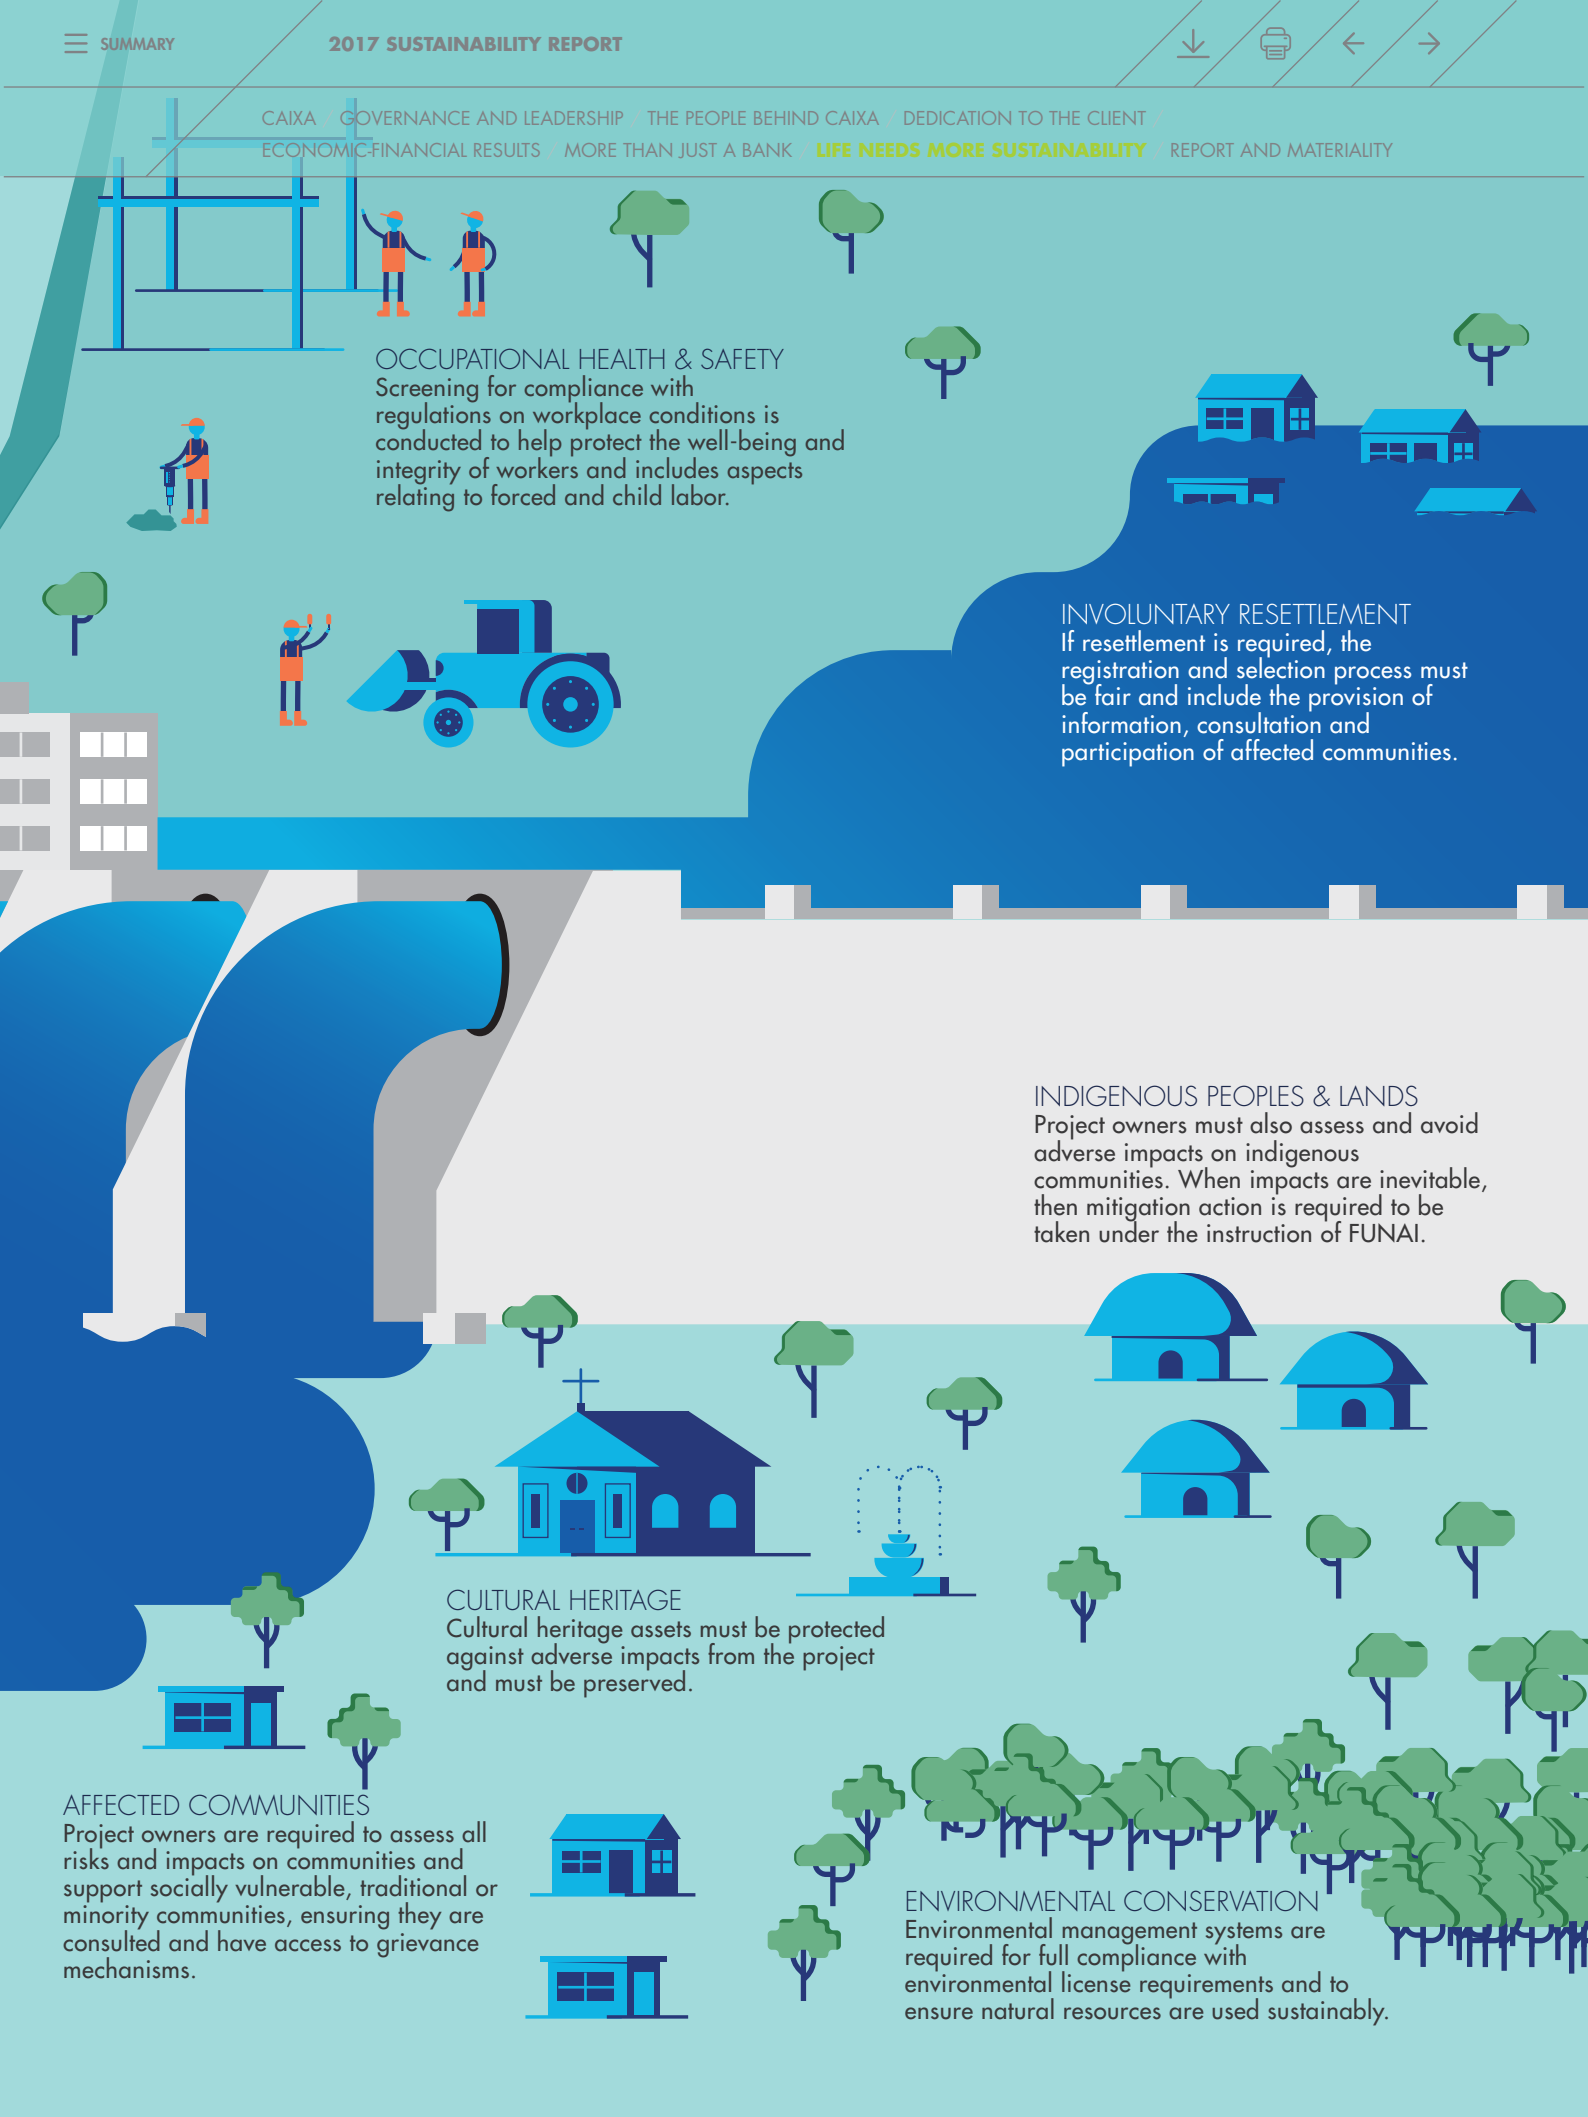 SUMMARY
2017 SUSTAINABILITY REPORT
CAIXA GOVERNANCE AND LEADERSHIP THE PEOPLE BEHIND CAIXA DEDICATION TO THE CLIENT
ECONOMIC-FINANCIAL RESULTS MORE THAN JUST A BANK LIFE NEEDS MORE SUSTAINABILITY REPORT AND MATERIALITY
OCCUPATIONAL HEALTH & SAFETY
Screening for compliance with
regulations on workplace conditions is
conducted to help protect the well-being and
integrity of workers and includes aspects
relating to forced and child labor.
INVOLUNTARY RESETTLEMENT
If resettlement is required, the
registration and selection process must
be fair and include the provision of
information, consultation and
participation of affected communities.
INDIGENOUS PEOPLES & LANDS
Project owners must also assess and avoid
adverse impacts on indigenous
communities. When impacts are inevitable,
then mitigation action is required to be
taken under the instruction of FUNAI.
CULTURAL HERITAGE
Cultural heritage assets must be protected
against adverse impacts from the project
and must be preserved.
AFFECTED COMMUNITIES
Project owners are required to assess all
risks and impacts on communities and
support socially vulnerable, traditional or
minority communities, ensuring they are
consulted and have access to grievance
mechanisms.
ENVIRONMENTAL CONSERVATION
Environmental management systems are
required for full compliance with
environmental license requirements and to
ensure natural resources are used sustainably.